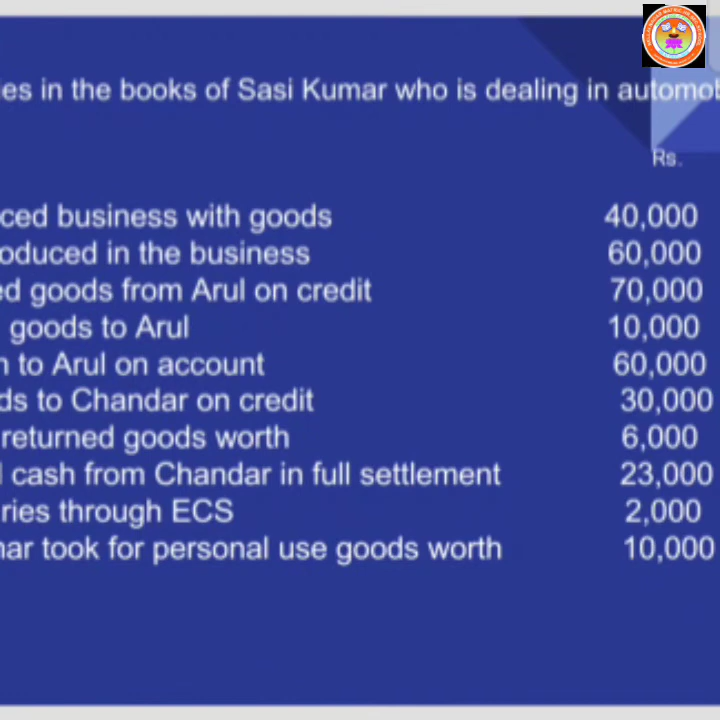 ies in the books of Sasi Kumar who is dealing in automob
Rs.
ced business with goods 40,000
oduced in the business 60,000
ed goods from Arul on credit 70,000
goods to Arul 10,000
n to Arul on account 60,000
ds to Chandar on credit 30,000
returned goods worth 6,000
l cash from Chandar in full settlement 23,000
ries through ECS 2,000
nar took for personal use goods worth 10,000